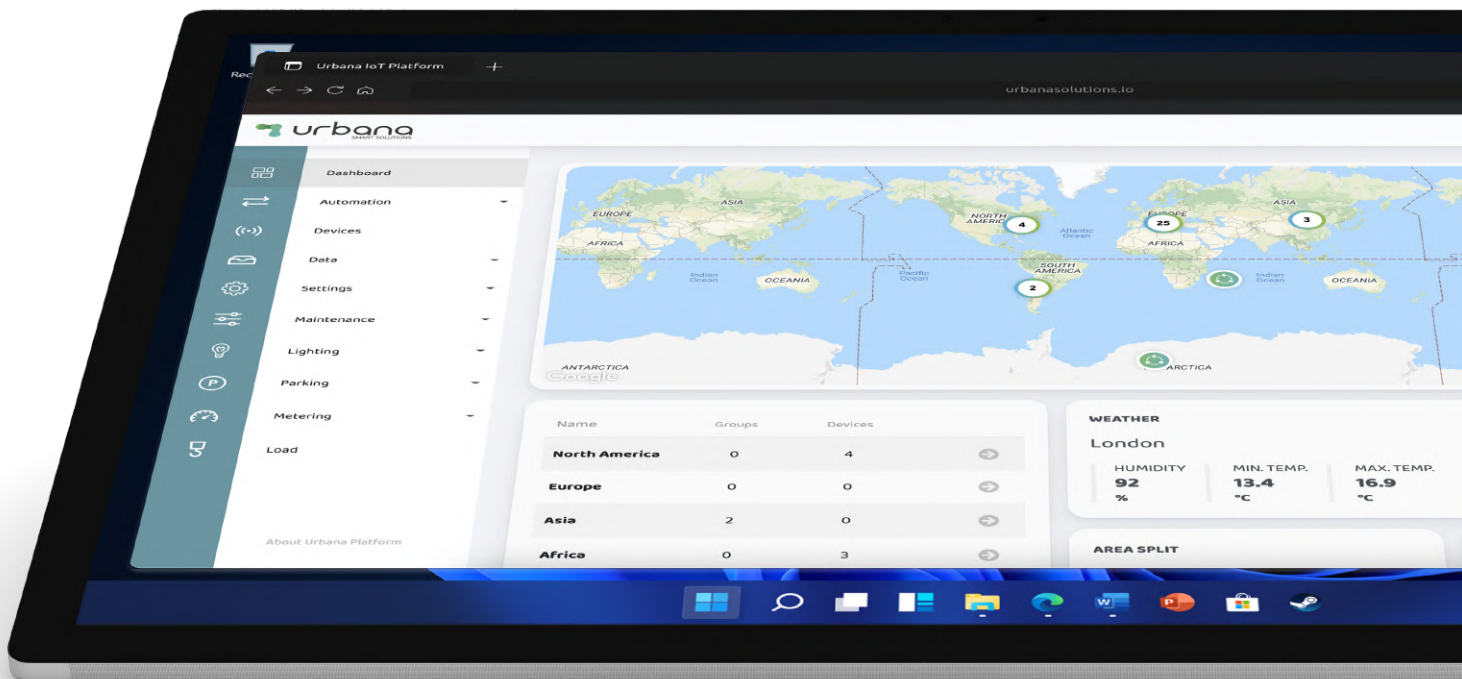 Rec
Urbana IoT Platform
urbanasolutions.io
urbana
SMART SOLUTIONS
Dashboard
Automation
Devices
Data
Settings
Maintenance
Lighting
Parking
Metering
Load
About Urbana Platform
EUROPE
ASIA
AFRICA
Indian
Ocean
OCEANIA
ANTARCTICA
Google
Pacific
Ocean
NORTH
AMERIC
4
Atlantic
Ocean
SOUTH
AMERICA
2
EUROPE
25
AFRICA
ASIA
3
Indian
Ocean
OCEANIA
ARCTICA
Name Groups Devices
North America 0 4
Europe 0 0
Asia 2 0
Africa 0 3
WEATHER
London
HUMIDITY MIN. TEMP. MAX. TEMP.
92 13.4 16.9
% °C °C
AREA SPLIT